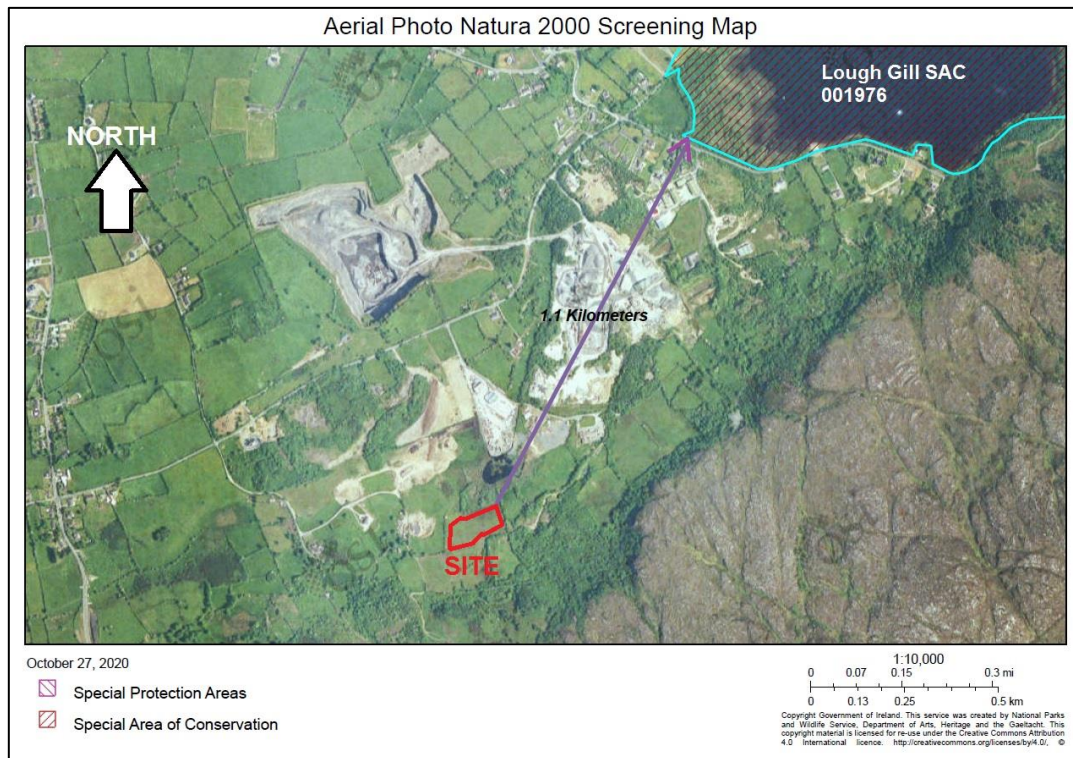 Aerial Photo Natura 2000 Screening Map
Lough Gill SAC
001976
NORTH
1.1 Kilometers
SITE
October 27, 2020
Special Protection Areas
Special Area of Conservation
1:10,000
0 0.07 0.15 0.3 mi
0 0.13 0.25 0.5 km
Copyright Government of Ireland. This service was created by National Parks
and Wildlife Service, Department of Arts, Heritage and the Gaeltacht. This
copyright material is licensed for re-use under the Creative Commons Attribution
4.0 International licence. http://creativecommons.org/licenses/by/4.0/, ©